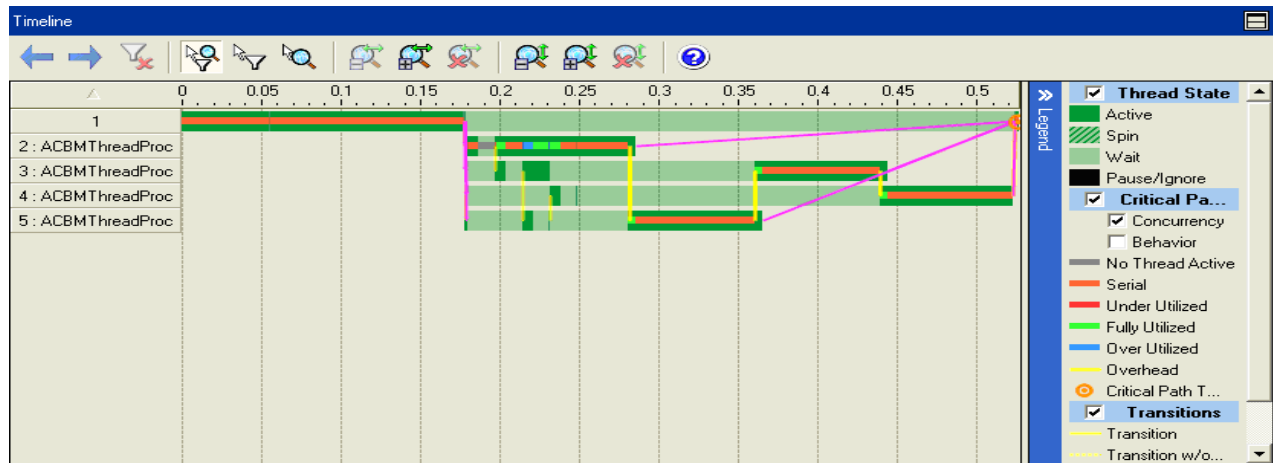 Timeline
0 0.05 0.1 0.15 0.2 0.25 0.3 0.35 0.4 0.45 0.5
1
2 : ACBMThreadProc
3 : ACBMThreadProc
4 : ACBMThreadProc
5 : ACBMThreadProc
Legend
Thread State
Active
Spin
Wait
Pause/Ignore
Critical Pa...
Concurrency
Behavior
No Thread Active
Serial
Under Utilized
Fully Utilized
Over Utilized
Overhead
Critical Path T...
Transitions
Transition
Transition w/o...